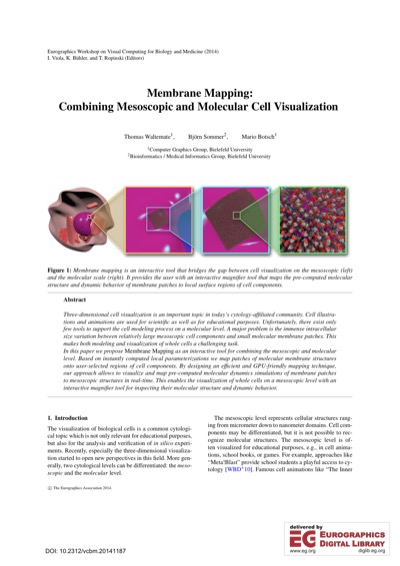 Eurographics Workshop on Visual Computing for Biology and Medicine (2014)
I. Viola, K. Bühler, and T. Ropinski (Editors)
Membrane Mapping:
Combining Mesoscopic and Molecular Cell Visualization
Thomas Waltemate1, Björn Sommer2, Mario Botsch1
1Computer Graphics Group, Bielefeld University
2Bioinformatics / Medical Informatics Group, Bielefeld University
Figure 1: Membrane mapping is an interactive tool that bridges the gap between cell visualization on the mesoscopic (left)
and the molecular scale (right). It provides the user with an interactive magnifier tool that maps the pre-computed molecular
structure and dynamic behavior of membrane patches to local surface regions of cell components.
Abstract
Three-dimensional cell visualization is an important topic in today's cytology-affiliated community. Cell illustra-
tions and animations are used for scientific as well as for educational purposes. Unfortunately, there exist only
few tools to support the cell modeling process on a molecular level. A major problem is the immense intracellular
size variation between relatively large mesoscopic cell components and small molecular membrane patches. This
makes both modeling and visualization of whole cells a challenging task.
In this paper we propose Membrane Mapping as an interactive tool for combining the mesoscopic and molecular
level. Based on instantly computed local parameterizations we map patches of molecular membrane structures
onto user-selected regions of cell components. By designing an efficient and GPU-friendly mapping technique,
our approach allows to visualize and map pre-computed molecular dynamics simulations of membrane patches
to mesoscopic structures in real-time. This enables the visualization of whole cells on a mesoscopic level with an
interactive magnifier tool for inspecting their molecular structure and dynamic behavior.
1. Introduction
The visualization of biological cells is a common cytologi-
cal topic which is not only relevant for educational purposes,
but also for the analysis and verification of in silico experi-
ments. Recently, especially the three-dimensional visualiza-
tion started to open new perspectives in this field. More gen-
erally, two cytological levels can be differentiated: the meso-
scopic and the molecular level.
© The Eurographics Association 2014.
The mesoscopic level represents cellular structures rang-
ing from micrometer down to nanometer domains. Cell com-
ponents may be differentiated, but it is not possible to rec-
ognize molecular structures. The mesoscopic level is of-
ten visualized for educational purposes, e.g., in cell anima-
tions, school books, or games. For example, approaches like
"Meta!Blast" provide school students a playful access to cy-
tology [WBD*10]. Famous cell animations like "The Inner
DOI: 10.2312/vcbm.20141187
delivered by
EG EUROGRAPHICS
DIGITAL LIBRARY
www.eg.org diglib.eg.org